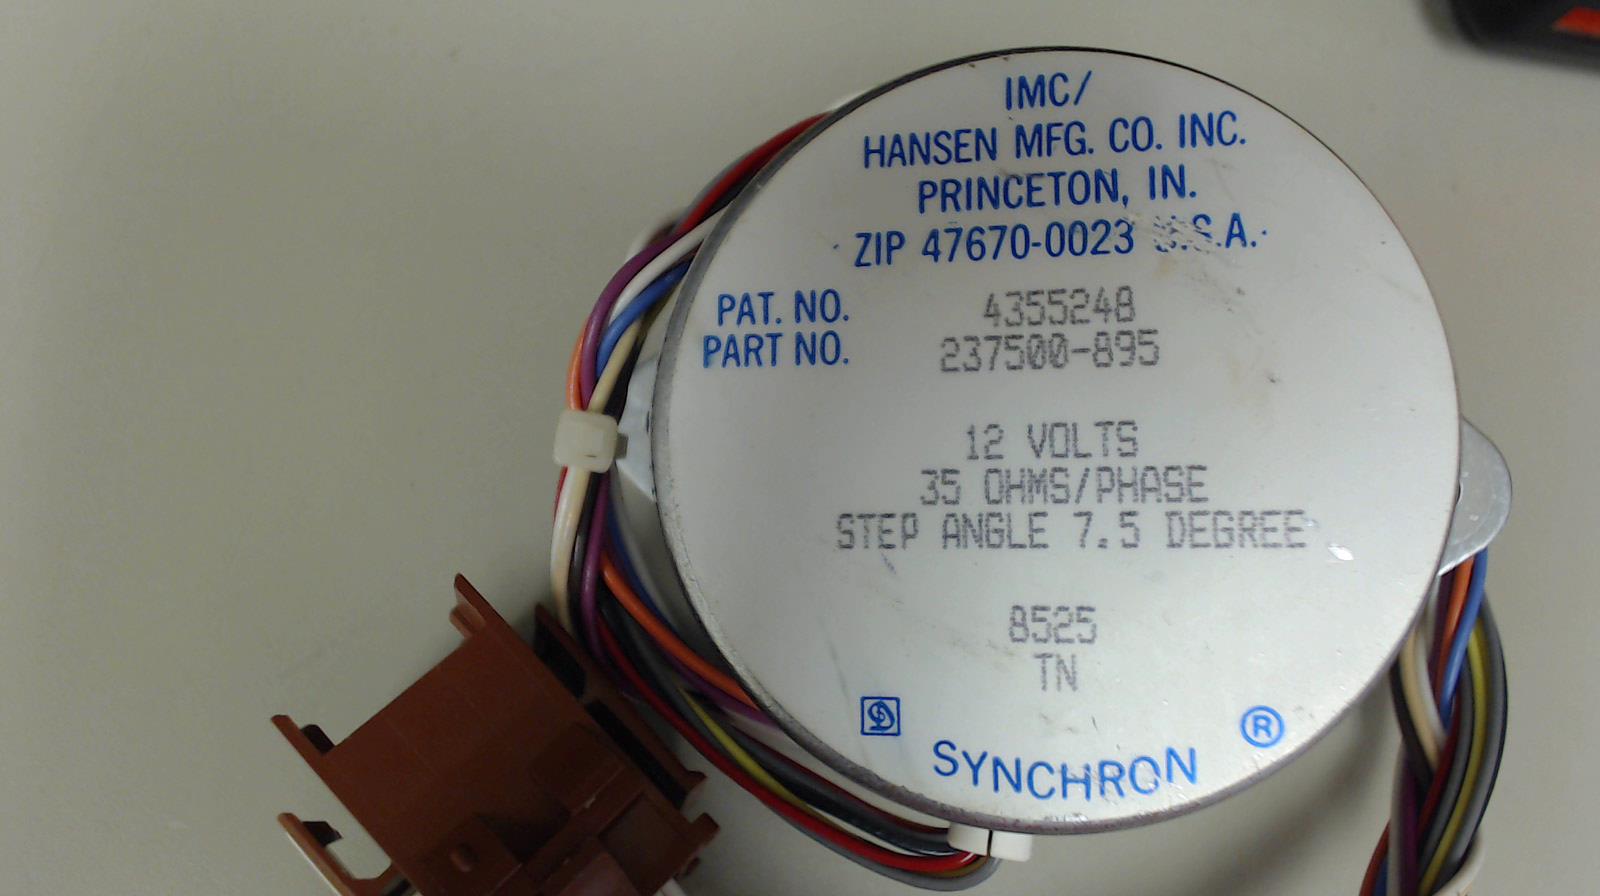 IMC/
HANSEN MFG. CO. INC.
PRINCETON, IN.
ZIP 47670-0023 U.S.A.
PAT. NO. 4355248
PART NO. 237500-895
12 VOLTS
35 OHMS/PHASE
STEP ANGLE 7.5 DEGREE
8525
TN
SYNCHRON ®